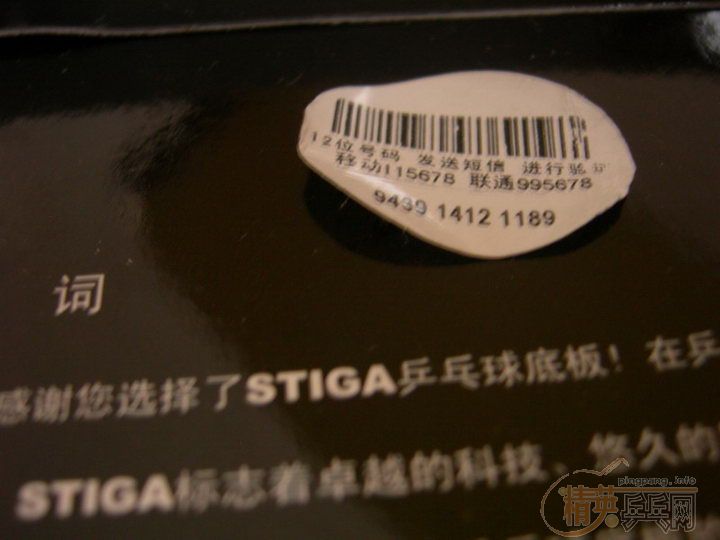 12位号码 发送短信 进行验
移动115678 联通995678
9439 1412 1189
词
感谢您选择了STIGA乒乓球底板！在乒
STIGA标志着卓越的科技、悠久的
pingpang.info
精英乒乓网